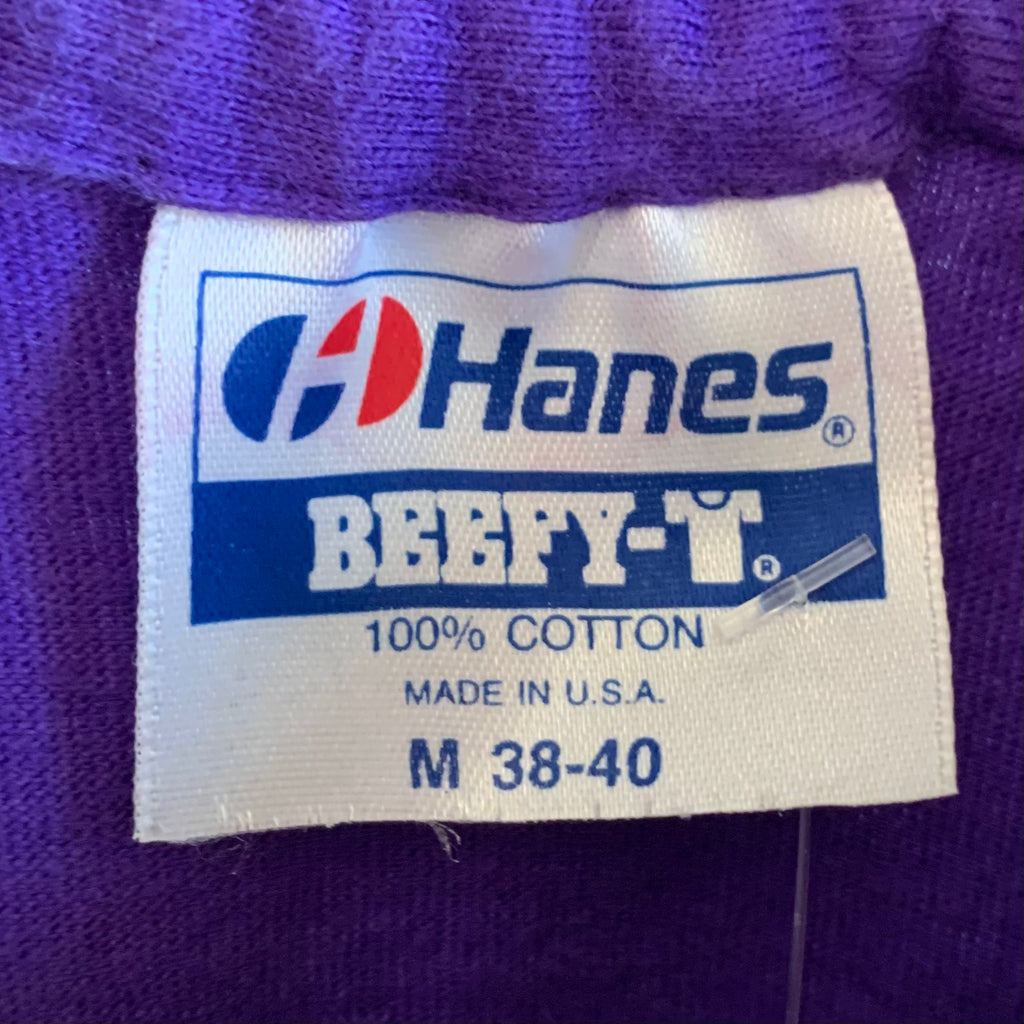 Hanes®
BEEFY-T®
100% COTTON
MADE IN U.S.A.
M 38-40